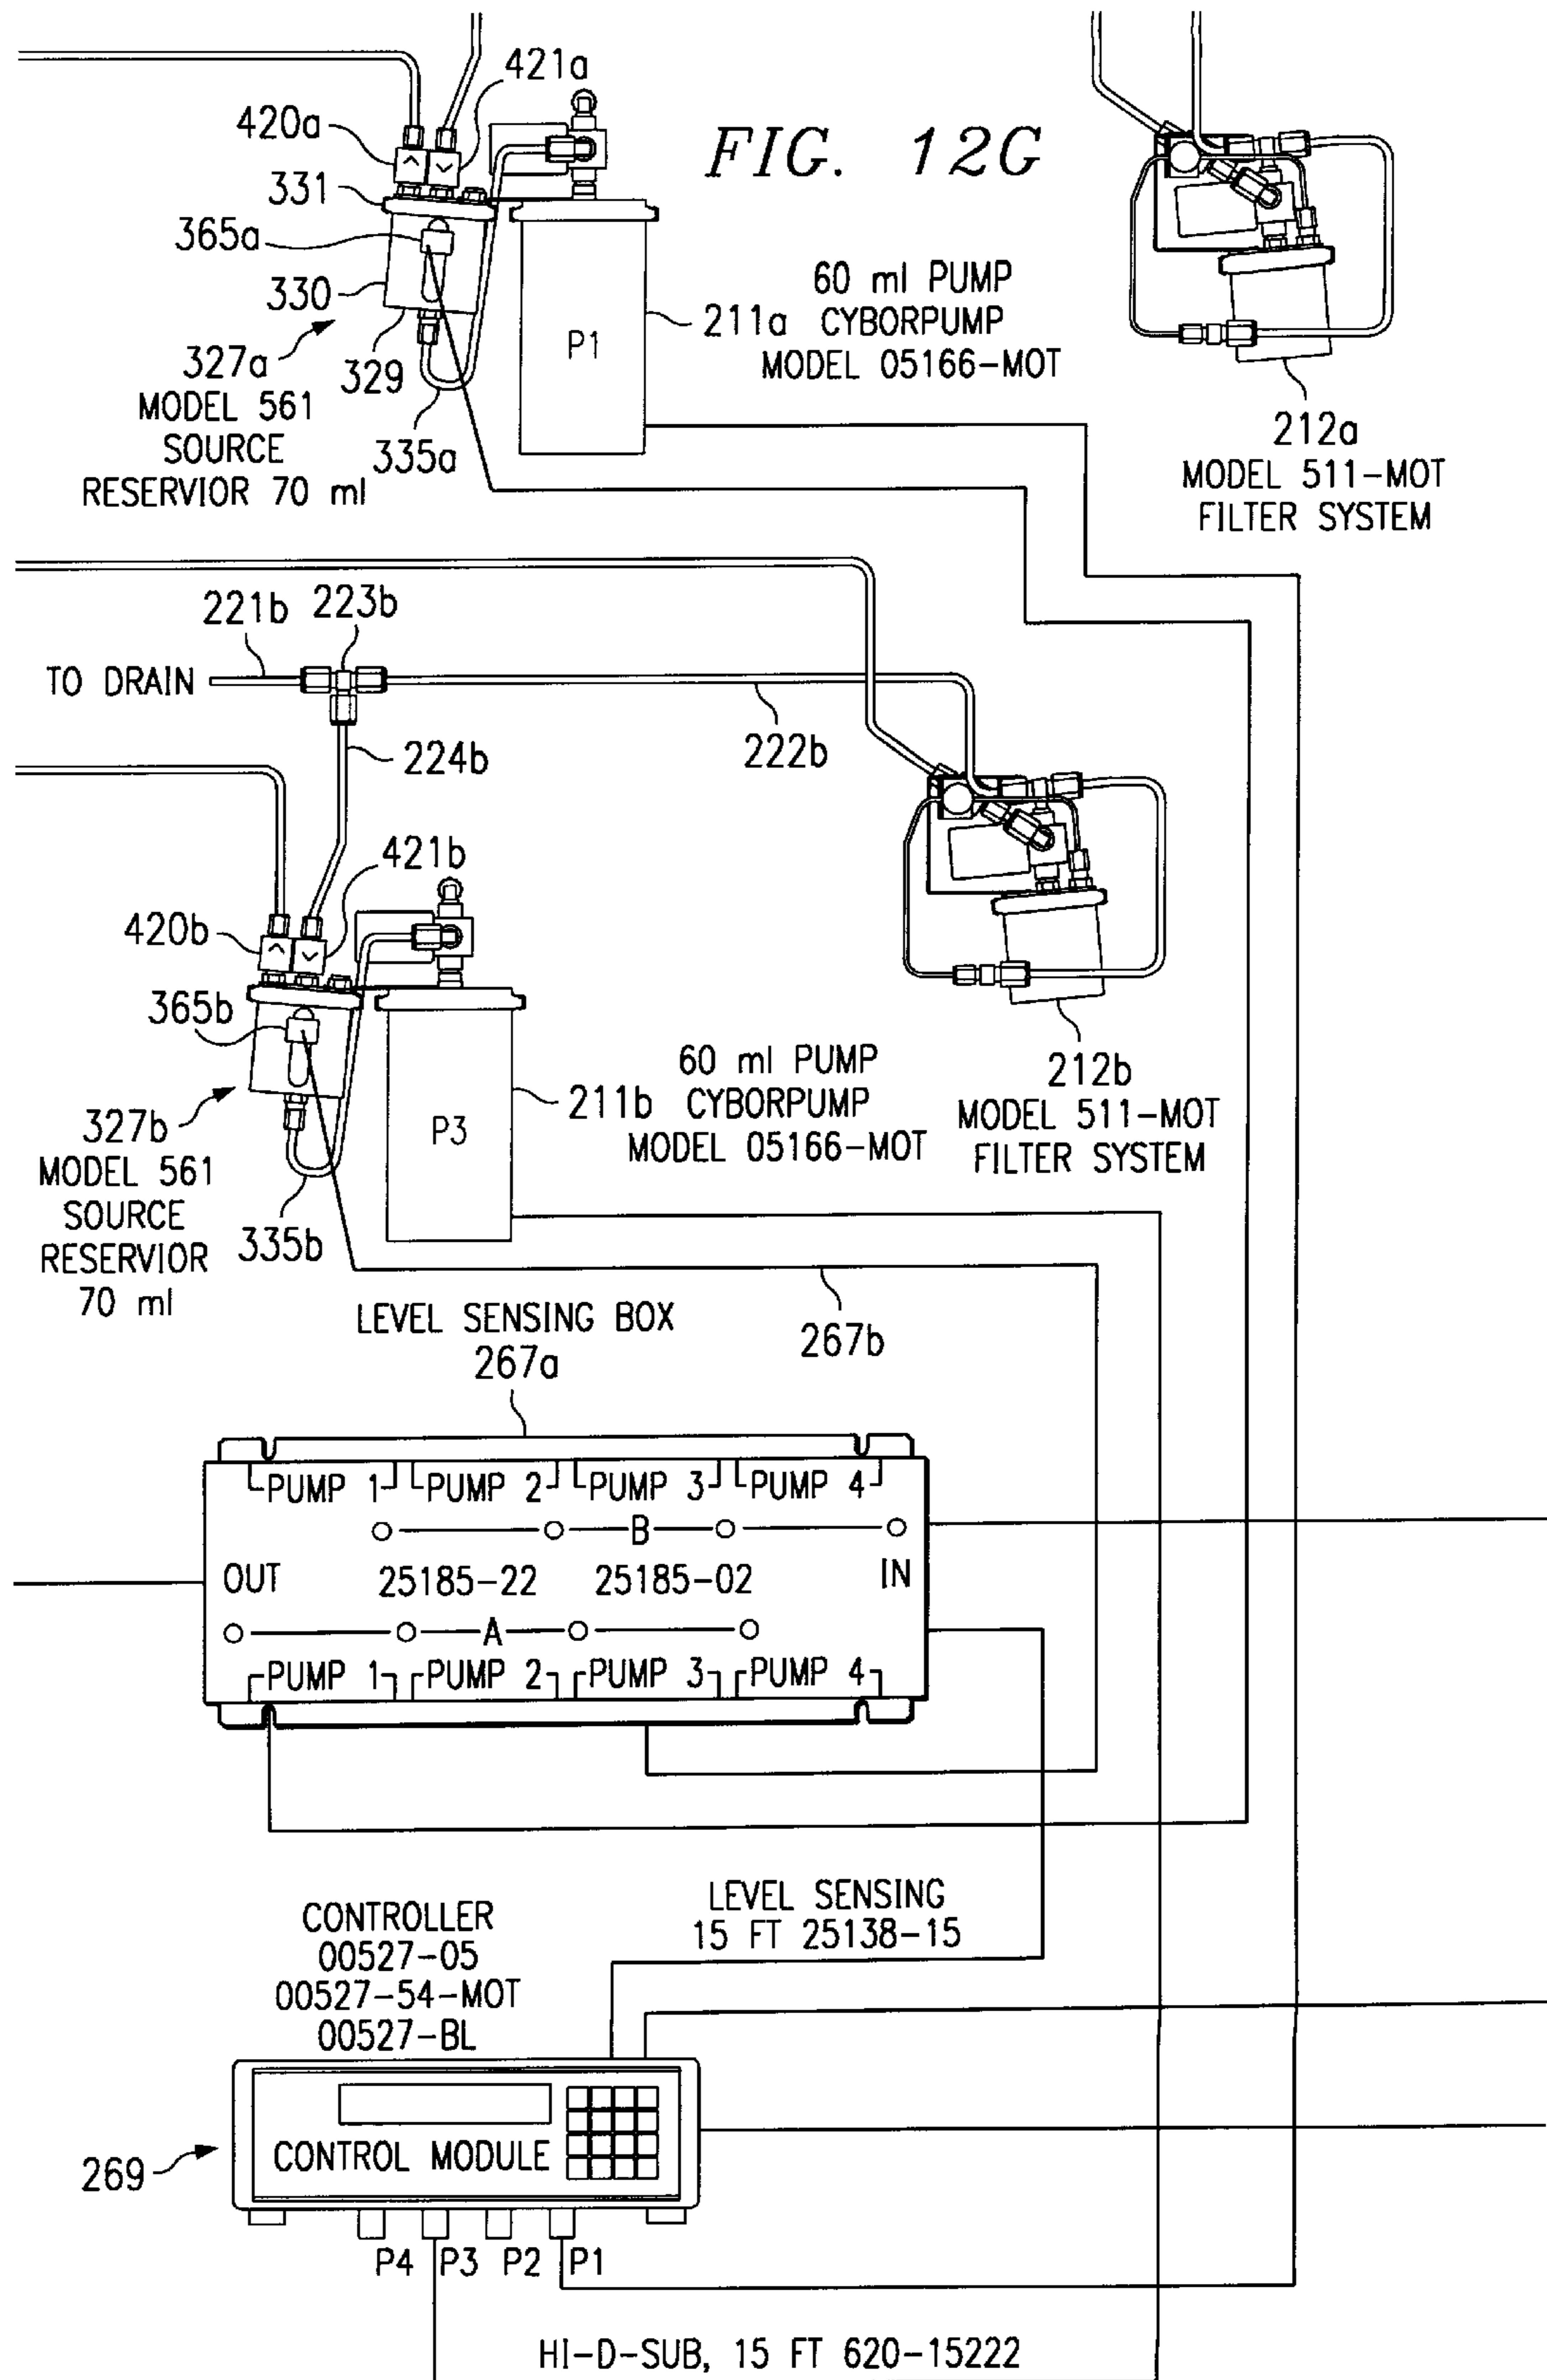 FIG. 12G
421a
420a
331
365a
330
327a
329
MODEL 561
SOURCE
RESERVIOR 70 ml
335a
P1
60 ml PUMP
211a CYBORPUMP
MODEL 05166-MOT
212a
MODEL 511-MOT
FILTER SYSTEM
221b 223b
TO DRAIN
224b
222b
421b
420b
365b
327b
MODEL 561
SOURCE
RESERVIOR
70 ml
335b
P3
60 ml PUMP
211b CYBORPUMP
MODEL 05166-MOT
212b
MODEL 511-MOT
FILTER SYSTEM
LEVEL SENSING BOX
267a
267b
PUMP 1 PUMP 2 PUMP 3 PUMP 4
B
OUT 25185-22 25185-02 IN
A
PUMP 1 PUMP 2 PUMP 3 PUMP 4
LEVEL SENSING
15 FT 25138-15
CONTROLLER
00527-05
00527-54-MOT
00527-BL
CONTROL MODULE
269
P4 P3 P2 P1
HI-D-SUB, 15 FT 620-15222